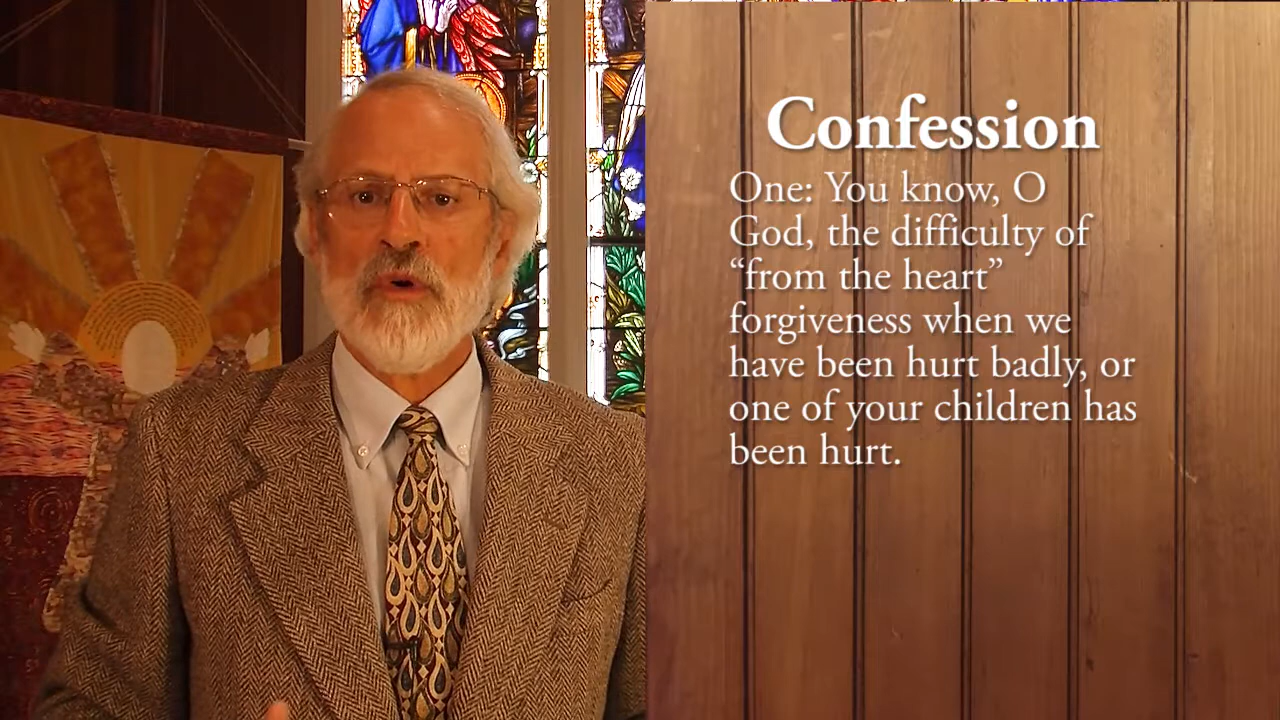 Confession
One: You know, O
God, the difficulty of
“from the heart”
forgiveness when we
have been hurt badly, or
one of your children has
been hurt.